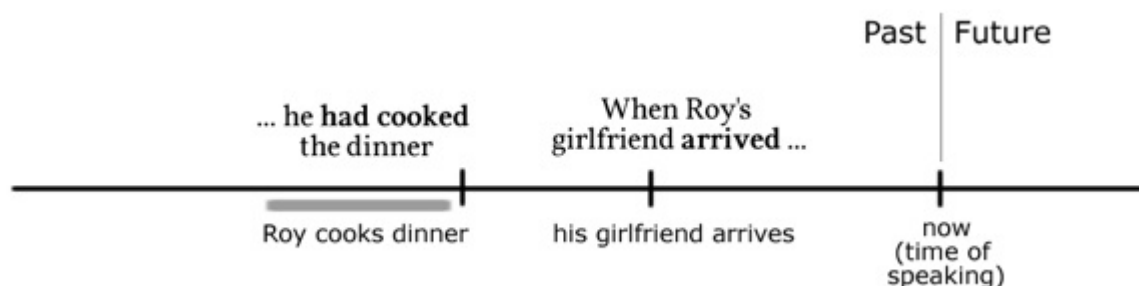 Past Future
... he had cooked
the dinner
When Roy's
girlfriend arrived ...
Roy cooks dinner
his girlfriend arrives
now
(time of
speaking)